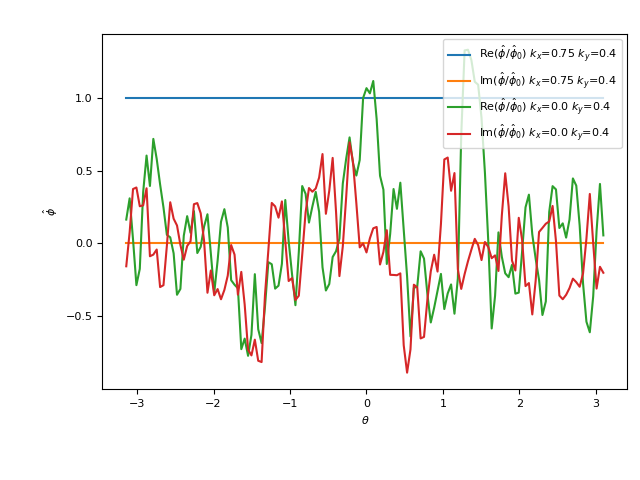 Re(ϕ̂/ϕ̂₀) kₓ=0.75 k_y=0.4
Im(ϕ̂/ϕ̂₀) kₓ=0.75 k_y=0.4
Re(ϕ̂/ϕ̂₀) kₓ=0.0 k_y=0.4
Im(ϕ̂/ϕ̂₀) kₓ=0.0 k_y=0.4
1.0
0.5
0.0
−0.5
ϕ̂
−3 −2 −1 0 1 2 3
θ